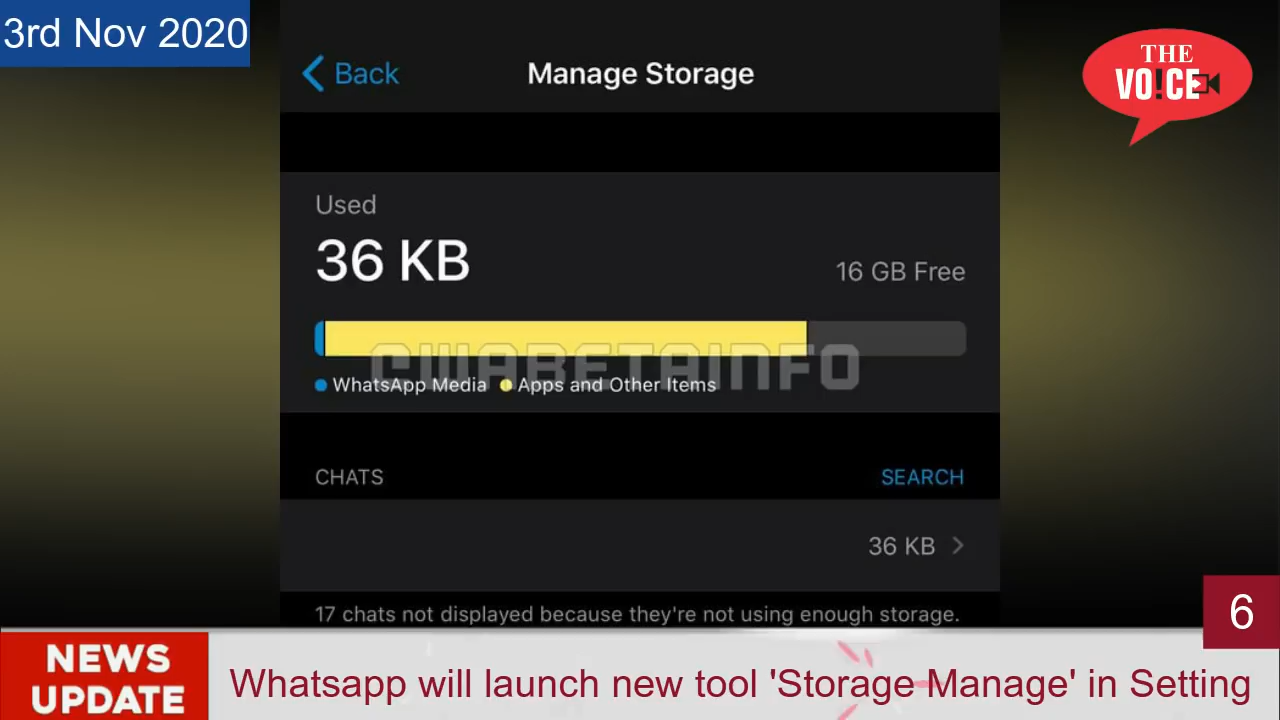 3rd Nov 2020
THE
VO!CE
Back
Manage Storage
Used
36 KB
16 GB Free
WABETAINFO
WhatsApp Media
Apps and Other Items
CHATS
SEARCH
36 KB
17 chats not displayed because they're not using enough storage.
6
NEWS
UPDATE
Whatsapp will launch new tool 'Storage Manage' in Setting